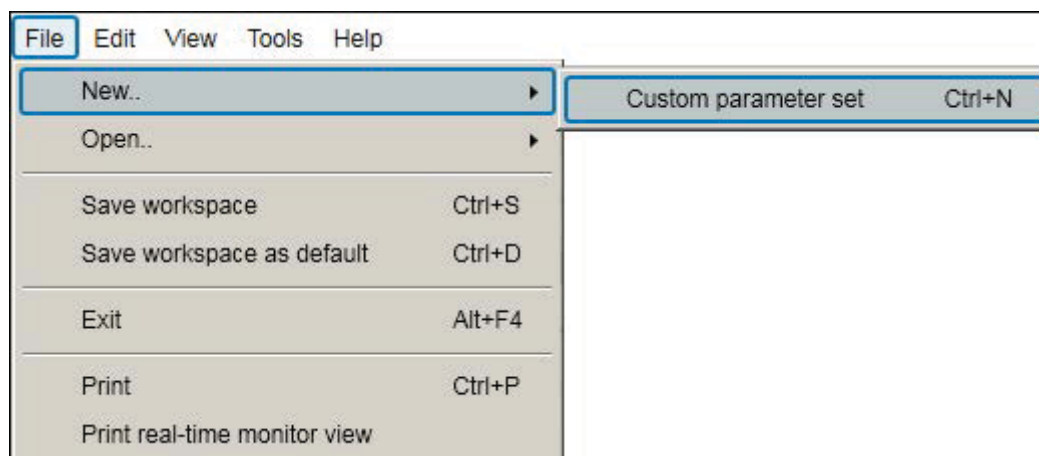 File Edit View Tools Help
New.. Custom parameter set Ctrl+N
Open..
Save workspace Ctrl+S
Save workspace as default Ctrl+D
Exit Alt+F4
Print Ctrl+P
Print real-time monitor view